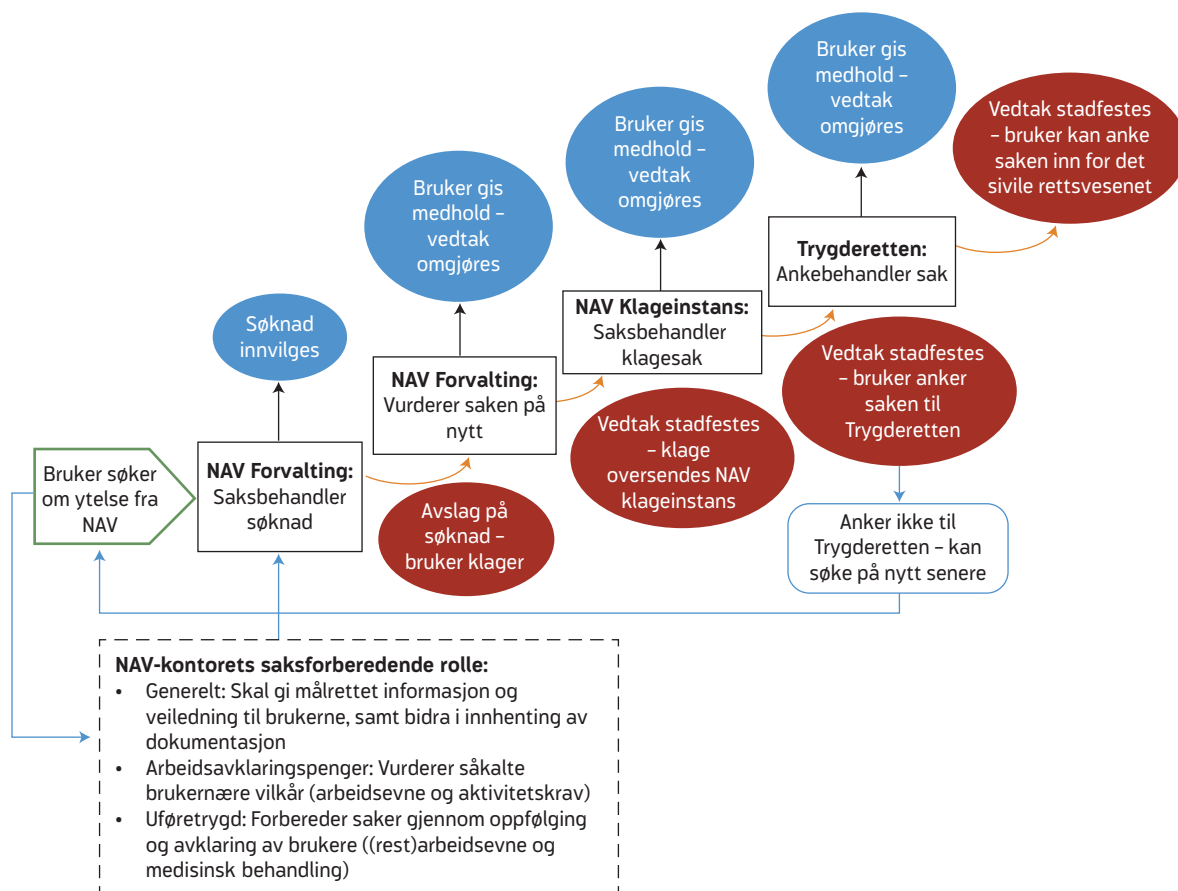 Bruker søker
om ytelse fra
NAV
NAV Forvalting:
Saksbehandler
søknad
Søknad
innvilges
Avslag på
søknad –
bruker klager
NAV Forvalting:
Vurderer saken på
nytt
Bruker gis
medhold –
vedtak
omgjøres
Vedtak stadfestes
– klage
oversendes NAV
klageinstans
NAV Klageinstans:
Saksbehandler
klagesak
Bruker gis
medhold –
vedtak
omgjøres
Vedtak stadfestes
– bruker anker
saken til
Trygderetten
Anker ikke til
Trygderetten – kan
søke på nytt senere
Trygderetten:
Ankebehandler sak
Bruker gis
medhold –
vedtak
omgjøres
Vedtak stadfestes
– bruker kan anke
saken inn for det
sivile rettsvesenet
NAV-kontorets saksforberedende rolle:
• Generelt: Skal gi målrettet informasjon og
veiledning til brukerne, samt bidra i innhenting av
dokumentasjon
• Arbeidsavklaringspenger: Vurderer såkalte
brukernære vilkår (arbeidsevne og aktivitetskrav)
• Uføretrygd: Forbereder saker gjennom oppfølging
og avklaring av brukere ((rest)arbeidsevne og
medisinsk behandling)